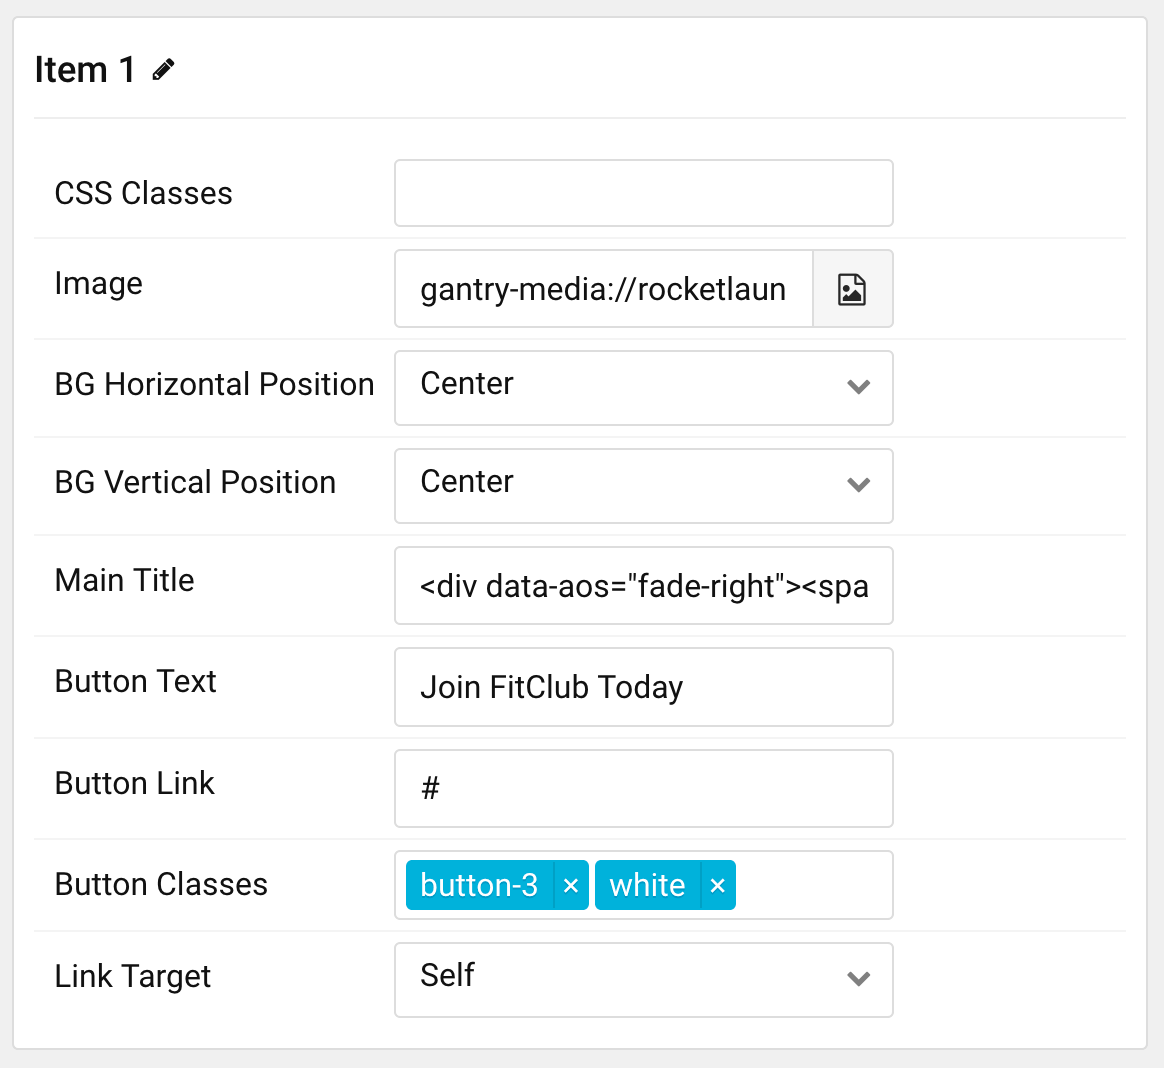 Item 1
CSS Classes
Image gantry-media://rocketlaun
BG Horizontal Position Center
BG Vertical Position Center
Main Title <div data-aos="fade-right"><spa
Button Text Join FitClub Today
Button Link #
Button Classes button-3 × white ×
Link Target Self